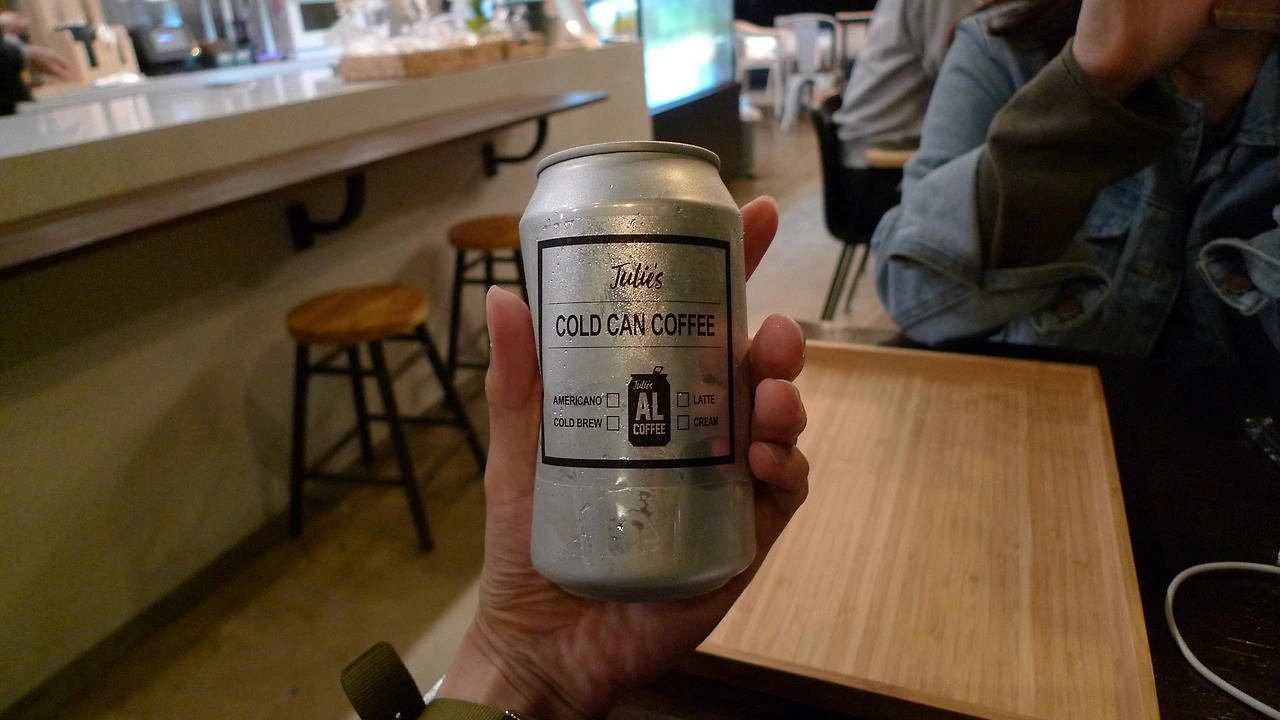 Julie's
COLD CAN COFFEE
AMERICANO
COLD BREW
Julie's
AL
COFFEE
LATTE
CREAM